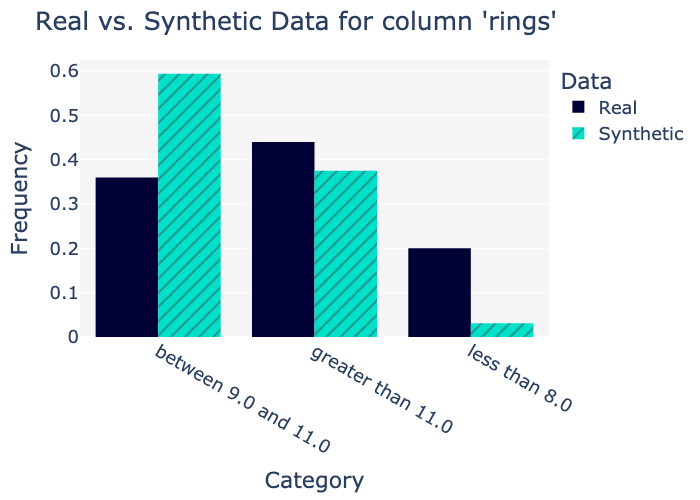 Real vs. Synthetic Data for column 'rings'
Data
Real
Synthetic
Frequency
0.6
0.5
0.4
0.3
0.2
0.1
0
between 9.0 and 11.0
greater than 11.0
less than 8.0
Category